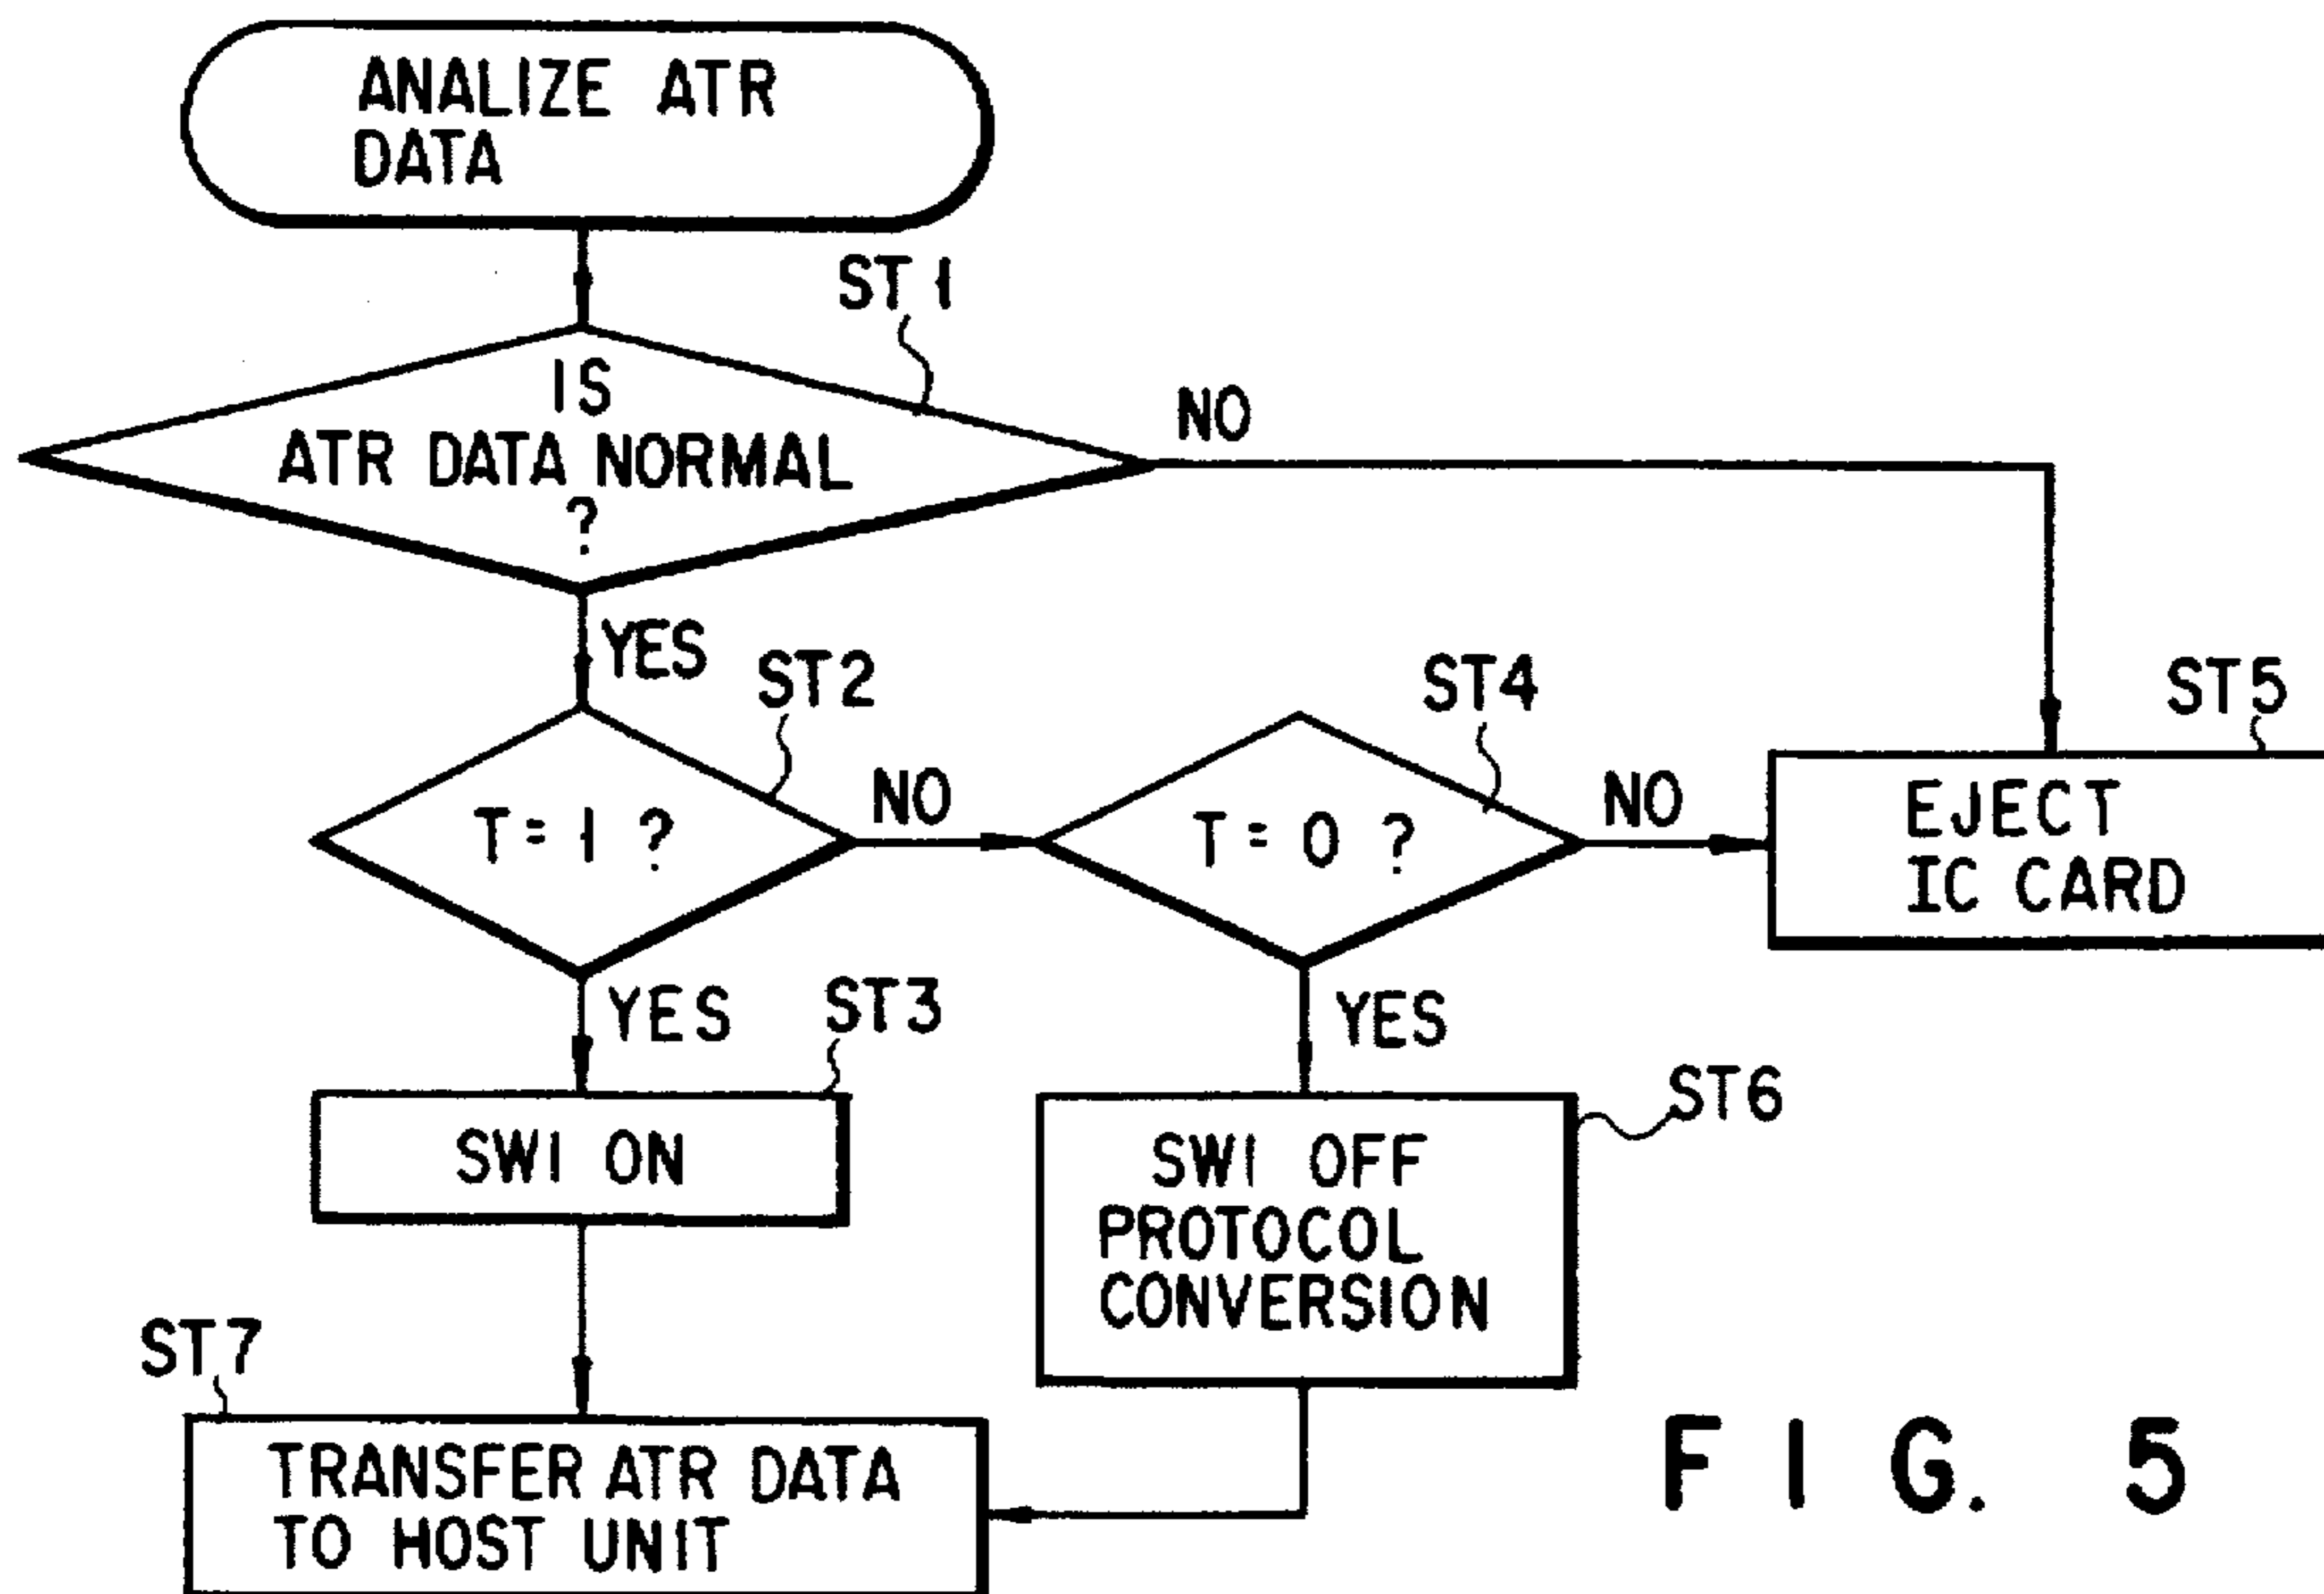 ANALIZE ATR
DATA
ST1
IS
ATR DATA NORMAL
?
NO
YES
ST2
T=1 ?
NO
ST4
T=0 ?
NO
ST5
EJECT
IC CARD
YES
ST3
SW1 ON
YES
ST6
SW1 OFF
PROTOCOL
CONVERSION
ST7
TRANSFER ATR DATA
TO HOST UNIT
FIG. 5